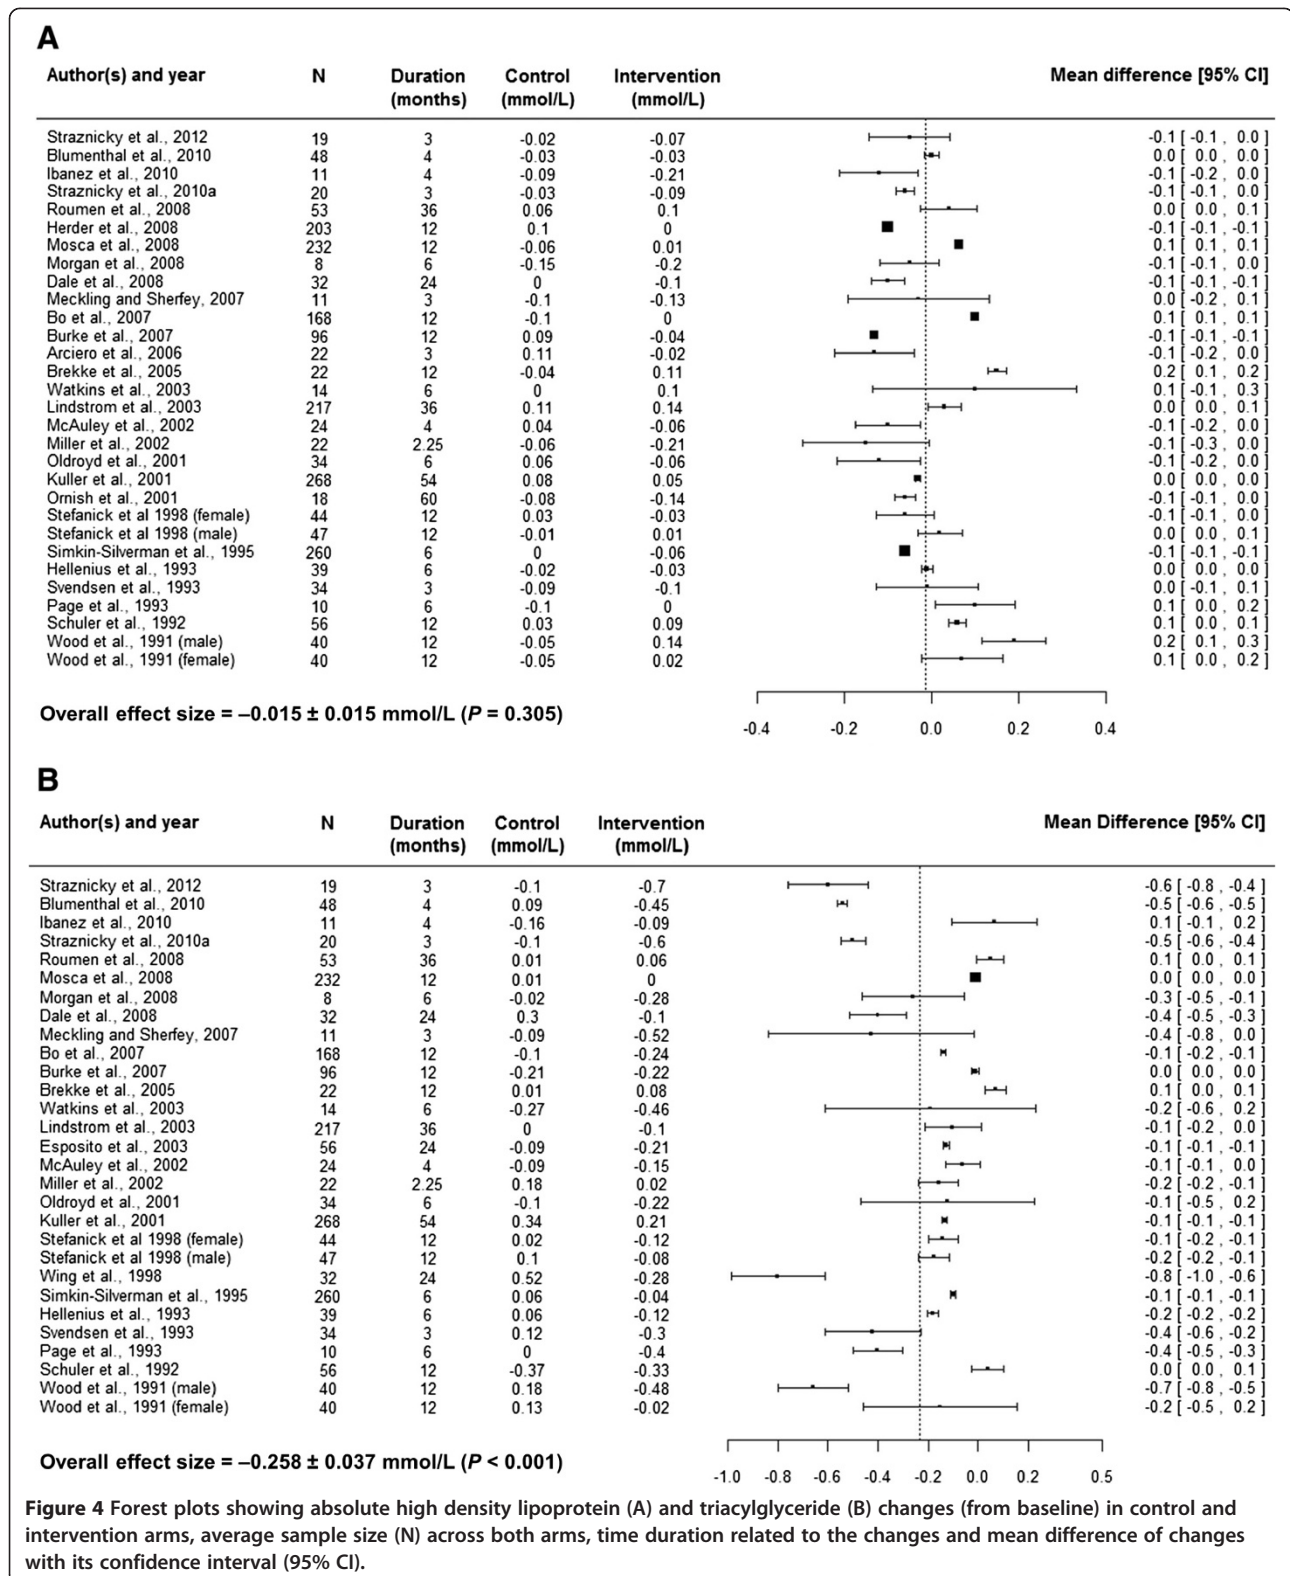 A
Author(s) and year N Duration (months) Control (mmol/L) Intervention (mmol/L) Mean difference [95% CI]
Straznicky et al., 2012 19 3 -0.02 -0.07 -0.1 [ -0.1 , 0.0 ]
Blumenthal et al., 2010 48 4 -0.03 -0.03 0.0 [ 0.0 , 0.0 ]
Ibanez et al., 2010 11 4 -0.09 -0.21 -0.1 [ -0.2 , 0.0 ]
Straznicky et al., 2010a 20 3 -0.03 -0.09 -0.1 [ -0.1 , 0.0 ]
Roumen et al., 2008 53 36 0.06 0.1 0.0 [ 0.0 , 0.1 ]
Herder et al., 2008 203 12 0.1 0 -0.1 [ -0.1 , -0.1 ]
Mosca et al., 2008 232 12 -0.06 0.01 0.1 [ 0.1 , 0.1 ]
Morgan et al., 2008 8 6 -0.15 -0.2 -0.1 [ -0.1 , 0.0 ]
Dale et al., 2008 32 24 0 -0.1 -0.1 [ -0.1 , -0.1 ]
Meckling and Sherfey, 2007 11 3 -0.1 -0.13 0.0 [ -0.2 , 0.1 ]
Bo et al., 2007 168 12 -0.1 0 0.1 [ 0.1 , 0.1 ]
Burke et al., 2007 96 12 0.09 -0.04 -0.1 [ -0.1 , -0.1 ]
Arciero et al., 2006 22 3 0.11 -0.02 -0.1 [ -0.2 , 0.0 ]
Brekke et al., 2005 22 12 -0.04 0.11 0.2 [ 0.1 , 0.2 ]
Watkins et al., 2003 14 6 0 0.1 0.1 [ -0.1 , 0.3 ]
Lindstrom et al., 2003 217 36 0.11 0.14 0.0 [ 0.0 , 0.1 ]
McAuley et al., 2002 24 4 0.04 -0.06 -0.1 [ -0.2 , 0.0 ]
Miller et al., 2002 22 2.25 -0.06 -0.21 -0.1 [ -0.3 , 0.0 ]
Oldroyd et al., 2001 34 6 0.06 -0.06 -0.1 [ -0.2 , 0.0 ]
Kuller et al., 2001 268 54 0.08 0.05 0.0 [ 0.0 , 0.0 ]
Ornish et al., 2001 18 60 -0.08 -0.14 -0.1 [ -0.1 , 0.0 ]
Stefanick et al 1998 (female) 44 12 0.03 -0.03 -0.1 [ -0.1 , 0.0 ]
Stefanick et al 1998 (male) 47 12 -0.01 0.01 0.0 [ 0.0 , 0.1 ]
Simkin-Silverman et al., 1995 260 6 0 -0.06 -0.1 [ -0.1 , -0.1 ]
Hellenius et al., 1993 39 6 -0.02 -0.03 0.0 [ 0.0 , 0.0 ]
Svendsen et al., 1993 34 3 -0.09 -0.1 0.0 [ -0.1 , 0.1 ]
Page et al., 1993 10 6 -0.1 0 0.1 [ 0.0 , 0.2 ]
Schuler et al., 1992 56 12 0.03 0.09 0.1 [ 0.0 , 0.1 ]
Wood et al., 1991 (male) 40 12 -0.05 0.14 0.2 [ 0.1 , 0.3 ]
Wood et al., 1991 (female) 40 12 -0.05 0.02 0.1 [ 0.0 , 0.2 ]
Overall effect size = –0.015 ± 0.015 mmol/L (P = 0.305)
-0.4 -0.2 0.0 0.2 0.4
B
Author(s) and year N Duration (months) Control (mmol/L) Intervention (mmol/L) Mean Difference [95% CI]
Straznicky et al., 2012 19 3 -0.1 -0.7 -0.6 [ -0.8 , -0.4 ]
Blumenthal et al., 2010 48 4 0.09 -0.45 -0.5 [ -0.6 , -0.5 ]
Ibanez et al., 2010 11 4 -0.16 -0.09 0.1 [ -0.1 , 0.2 ]
Straznicky et al., 2010a 20 3 -0.1 -0.6 -0.5 [ -0.6 , -0.4 ]
Roumen et al., 2008 53 36 0.01 0.06 0.1 [ 0.0 , 0.1 ]
Mosca et al., 2008 232 12 0.01 0 0.0 [ 0.0 , 0.0 ]
Morgan et al., 2008 8 6 -0.02 -0.28 -0.3 [ -0.5 , -0.1 ]
Dale et al., 2008 32 24 0.3 -0.1 -0.4 [ -0.5 , -0.3 ]
Meckling and Sherfey, 2007 11 3 -0.09 -0.52 -0.4 [ -0.8 , 0.0 ]
Bo et al., 2007 168 12 -0.1 -0.24 -0.1 [ -0.2 , -0.1 ]
Burke et al., 2007 96 12 -0.21 -0.22 0.0 [ 0.0 , 0.0 ]
Brekke et al., 2005 22 12 0.01 0.08 0.1 [ 0.0 , 0.1 ]
Watkins et al., 2003 14 6 -0.27 -0.46 -0.2 [ -0.6 , 0.2 ]
Lindstrom et al., 2003 217 36 0 -0.1 -0.1 [ -0.2 , 0.0 ]
Esposito et al., 2003 56 24 -0.09 -0.21 -0.1 [ -0.1 , -0.1 ]
McAuley et al., 2002 24 4 -0.09 -0.15 -0.1 [ -0.1 , 0.0 ]
Miller et al., 2002 22 2.25 0.18 0.02 -0.2 [ -0.2 , -0.1 ]
Oldroyd et al., 2001 34 6 -0.1 -0.22 -0.1 [ -0.5 , 0.2 ]
Kuller et al., 2001 268 54 0.34 0.21 -0.1 [ -0.1 , -0.1 ]
Stefanick et al 1998 (female) 44 12 0.02 -0.12 -0.1 [ -0.2 , -0.1 ]
Stefanick et al 1998 (male) 47 12 0.1 -0.08 -0.2 [ -0.2 , -0.1 ]
Wing et al., 1998 32 24 0.52 -0.28 -0.8 [ -1.0 , -0.6 ]
Simkin-Silverman et al., 1995 260 6 0.06 -0.04 -0.1 [ -0.1 , -0.1 ]
Hellenius et al., 1993 39 6 0.06 -0.12 -0.2 [ -0.2 , -0.2 ]
Svendsen et al., 1993 34 3 0.12 -0.3 -0.4 [ -0.6 , -0.2 ]
Page et al., 1993 10 6 0 -0.4 -0.4 [ -0.5 , -0.3 ]
Schuler et al., 1992 56 12 -0.37 -0.33 0.0 [ 0.0 , 0.1 ]
Wood et al., 1991 (male) 40 12 0.18 -0.48 -0.7 [ -0.8 , -0.5 ]
Wood et al., 1991 (female) 40 12 0.13 -0.02 -0.2 [ -0.5 , 0.2 ]
Overall effect size = –0.258 ± 0.037 mmol/L (P < 0.001)
-1.0 -0.8 -0.6 -0.4 -0.2 0.0 0.2 0.5
Figure 4 Forest plots showing absolute high density lipoprotein (A) and triacylglyceride (B) changes (from baseline) in control and
intervention arms, average sample size (N) across both arms, time duration related to the changes and mean difference of changes
with its confidence interval (95% CI).